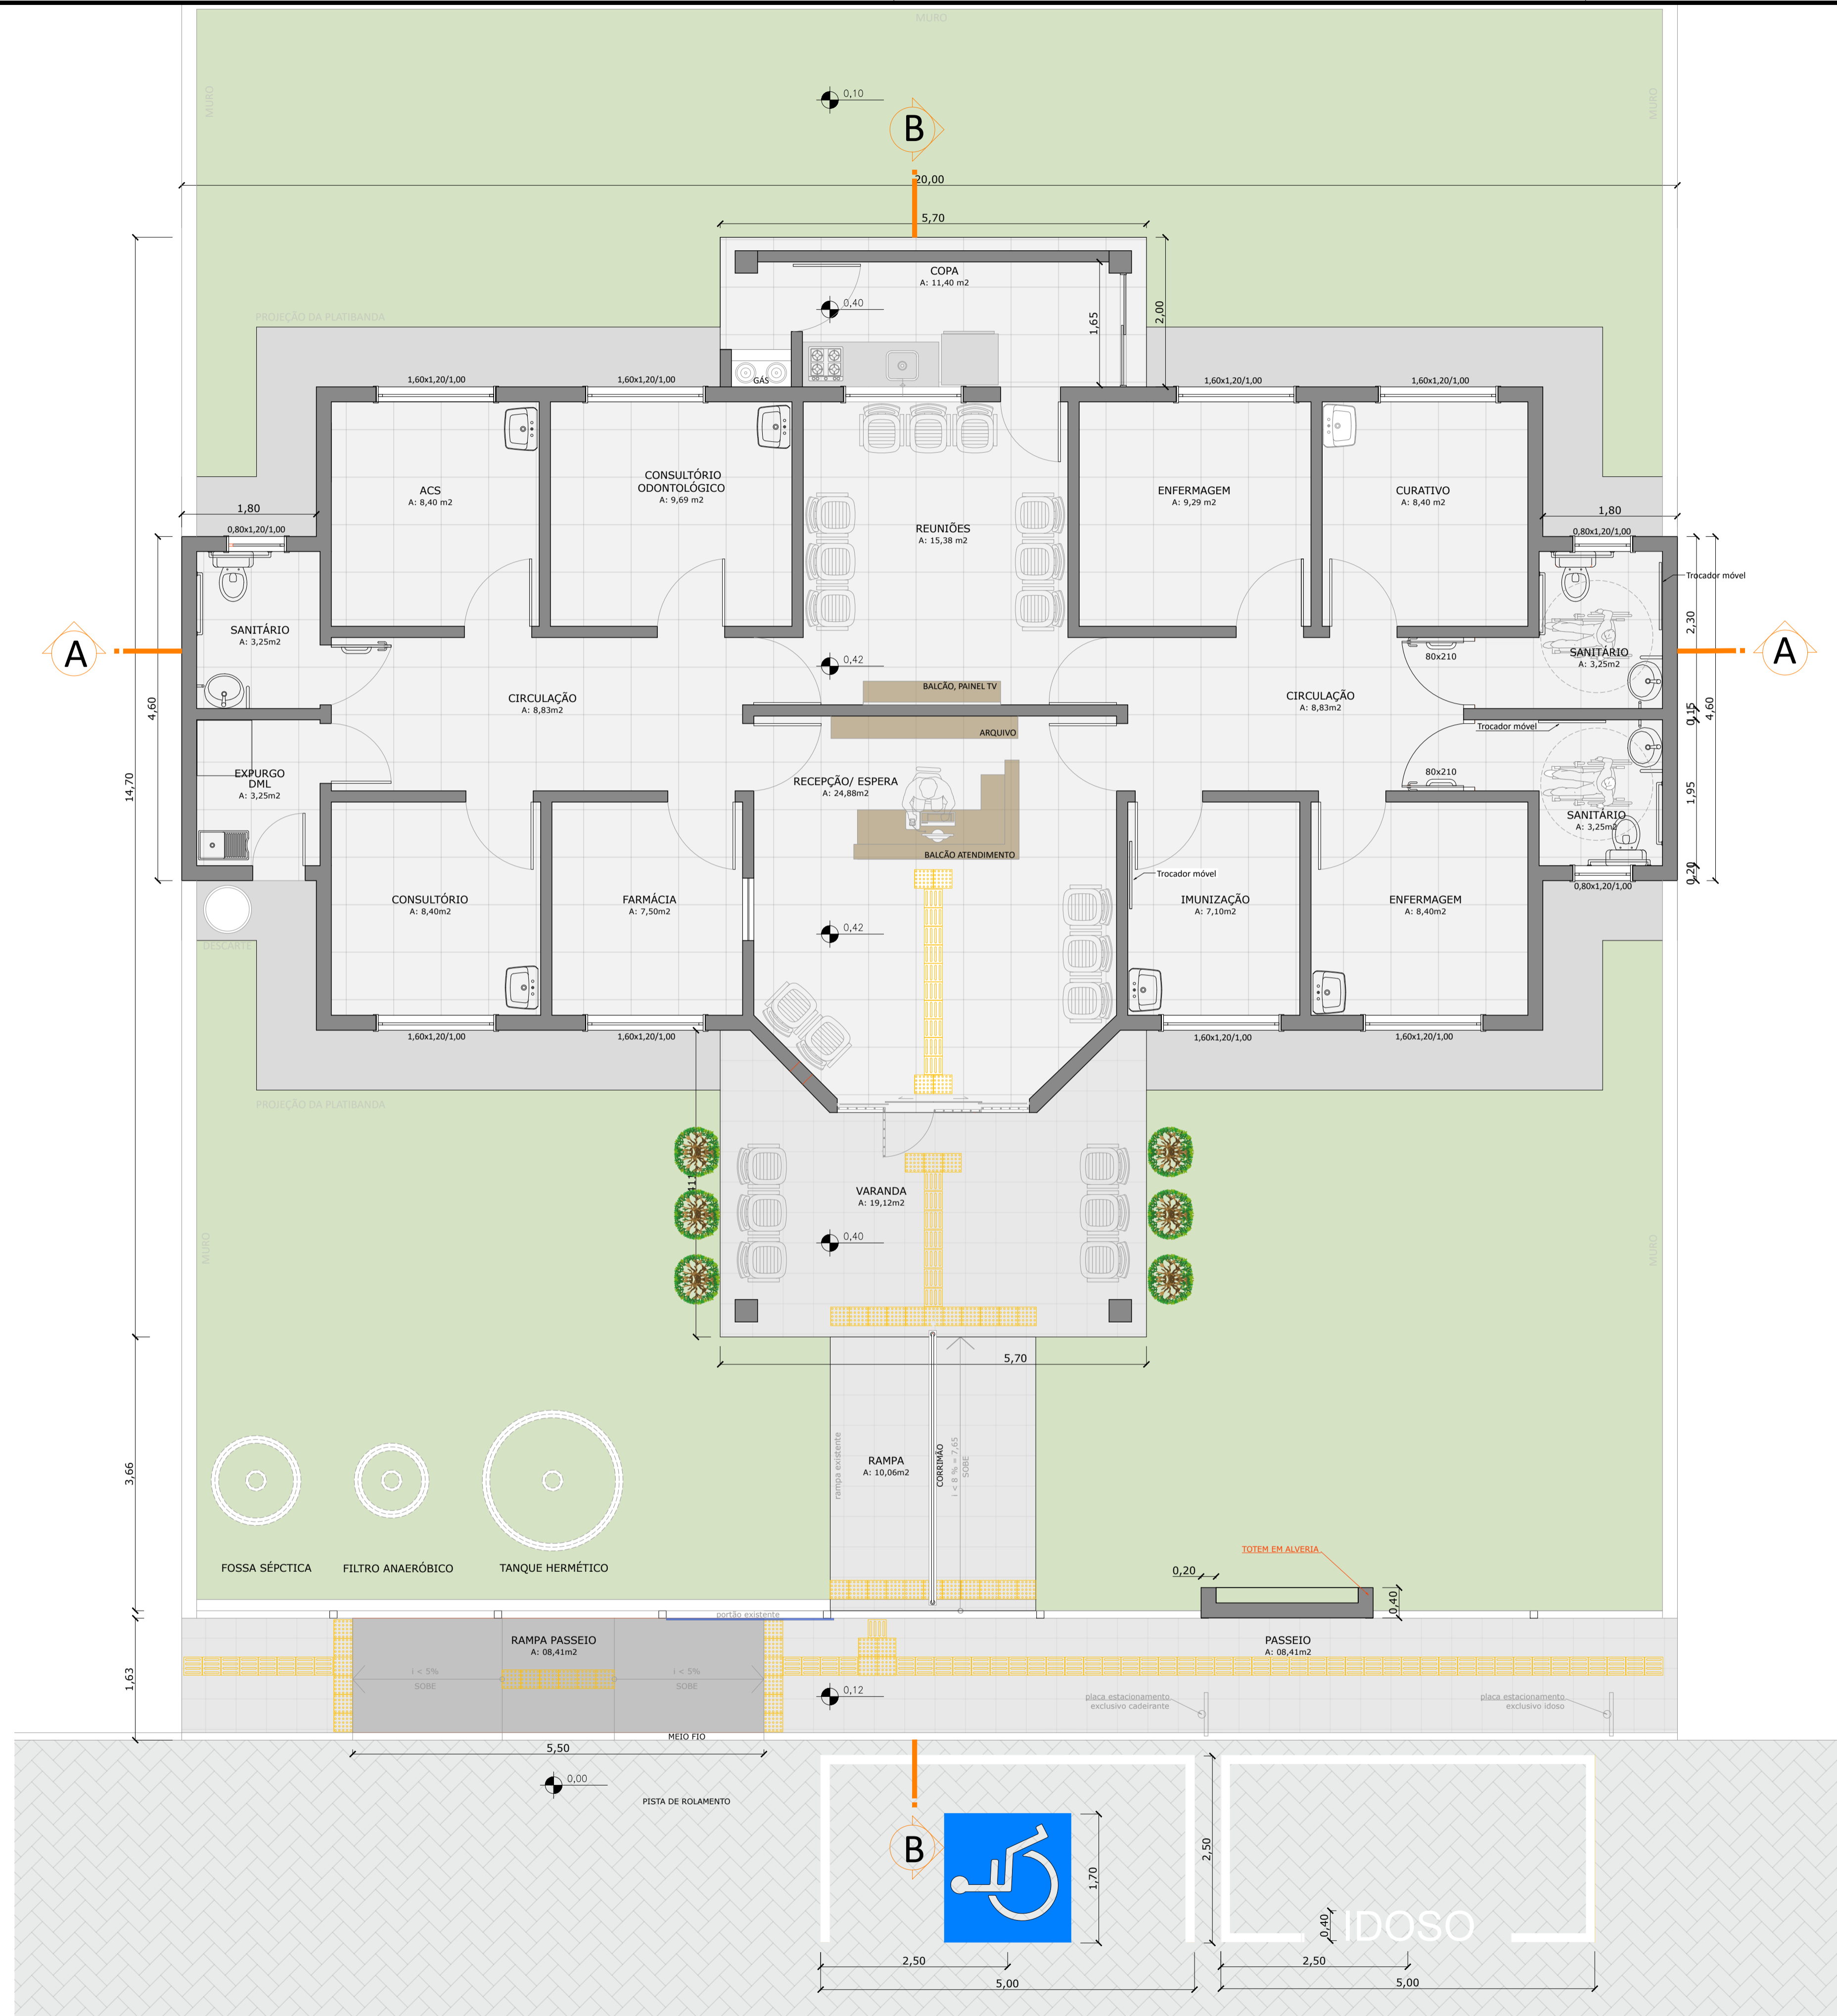 MURO
MURO
MURO
0,10
B
20,00
5,70
COPA
A: 11,40 m2
0,40
1,65
2,00
PROJEÇÃO DA PLATIBANDA
GÁS
1,60x1,20/1,00
1,60x1,20/1,00
1,60x1,20/1,00
1,60x1,20/1,00
ACS
A: 8,40 m2
CONSULTÓRIO
ODONTOLÓGICO
A: 9,69 m2
REUNIÕES
A: 15,38 m2
ENFERMAGEM
A: 9,29 m2
CURATIVO
A: 8,40 m2
1,80
0,80x1,20/1,00
1,80
0,80x1,20/1,00
Trocador móvel
2,30
SANITÁRIO
A: 3,25m2
A
A
SANITÁRIO
A: 3,25m2
80x210
0,42
BALCÃO, PAINEL TV
CIRCULAÇÃO
A: 8,83m2
CIRCULAÇÃO
A: 8,83m2
4,60
0,15
4,60
Trocador móvel
ARQUIVO
14,70
EXPURGO
DML
A: 3,25m2
RECEPÇÃO/ ESPERA
A: 24,88m2
80x210
1,95
SANITÁRIO
A: 3,25m2
BALCÃO ATENDIMENTO
Trocador móvel
0,20
0,80x1,20/1,00
CONSULTÓRIO
A: 8,40m2
FARMÁCIA
A: 7,50m2
IMUNIZAÇÃO
A: 7,10m2
ENFERMAGEM
A: 8,40m2
0,42
DESCARTE
1,60x1,20/1,00
1,60x1,20/1,00
1,60x1,20/1,00
1,60x1,20/1,00
PROJEÇÃO DA PLATIBANDA
VARANDA
A: 19,12m2
0,40
MURO
MURO
5,70
3,66
rampa existente
RAMPA
A: 10,06m2
CORRIMÃO
i < 8 % = 7,65
SOBE
FOSSA SÉPCTICA
FILTRO ANAERÓBICO
TANQUE HERMÉTICO
TOTEM EM ALVERIA
0,20
0,40
portão existente
RAMPA PASSEIO
A: 08,41m2
PASSEIO
A: 08,41m2
1,63
i < 5%
SOBE
i < 5%
SOBE
0,12
placa estacionamento
exclusivo cadeirante
placa estacionamento
exclusivo idoso
MEIO FIO
5,50
0,00
PISTA DE ROLAMENTO
B
1,70
2,50
0,40
IDOSO
2,50
5,00
2,50
5,00